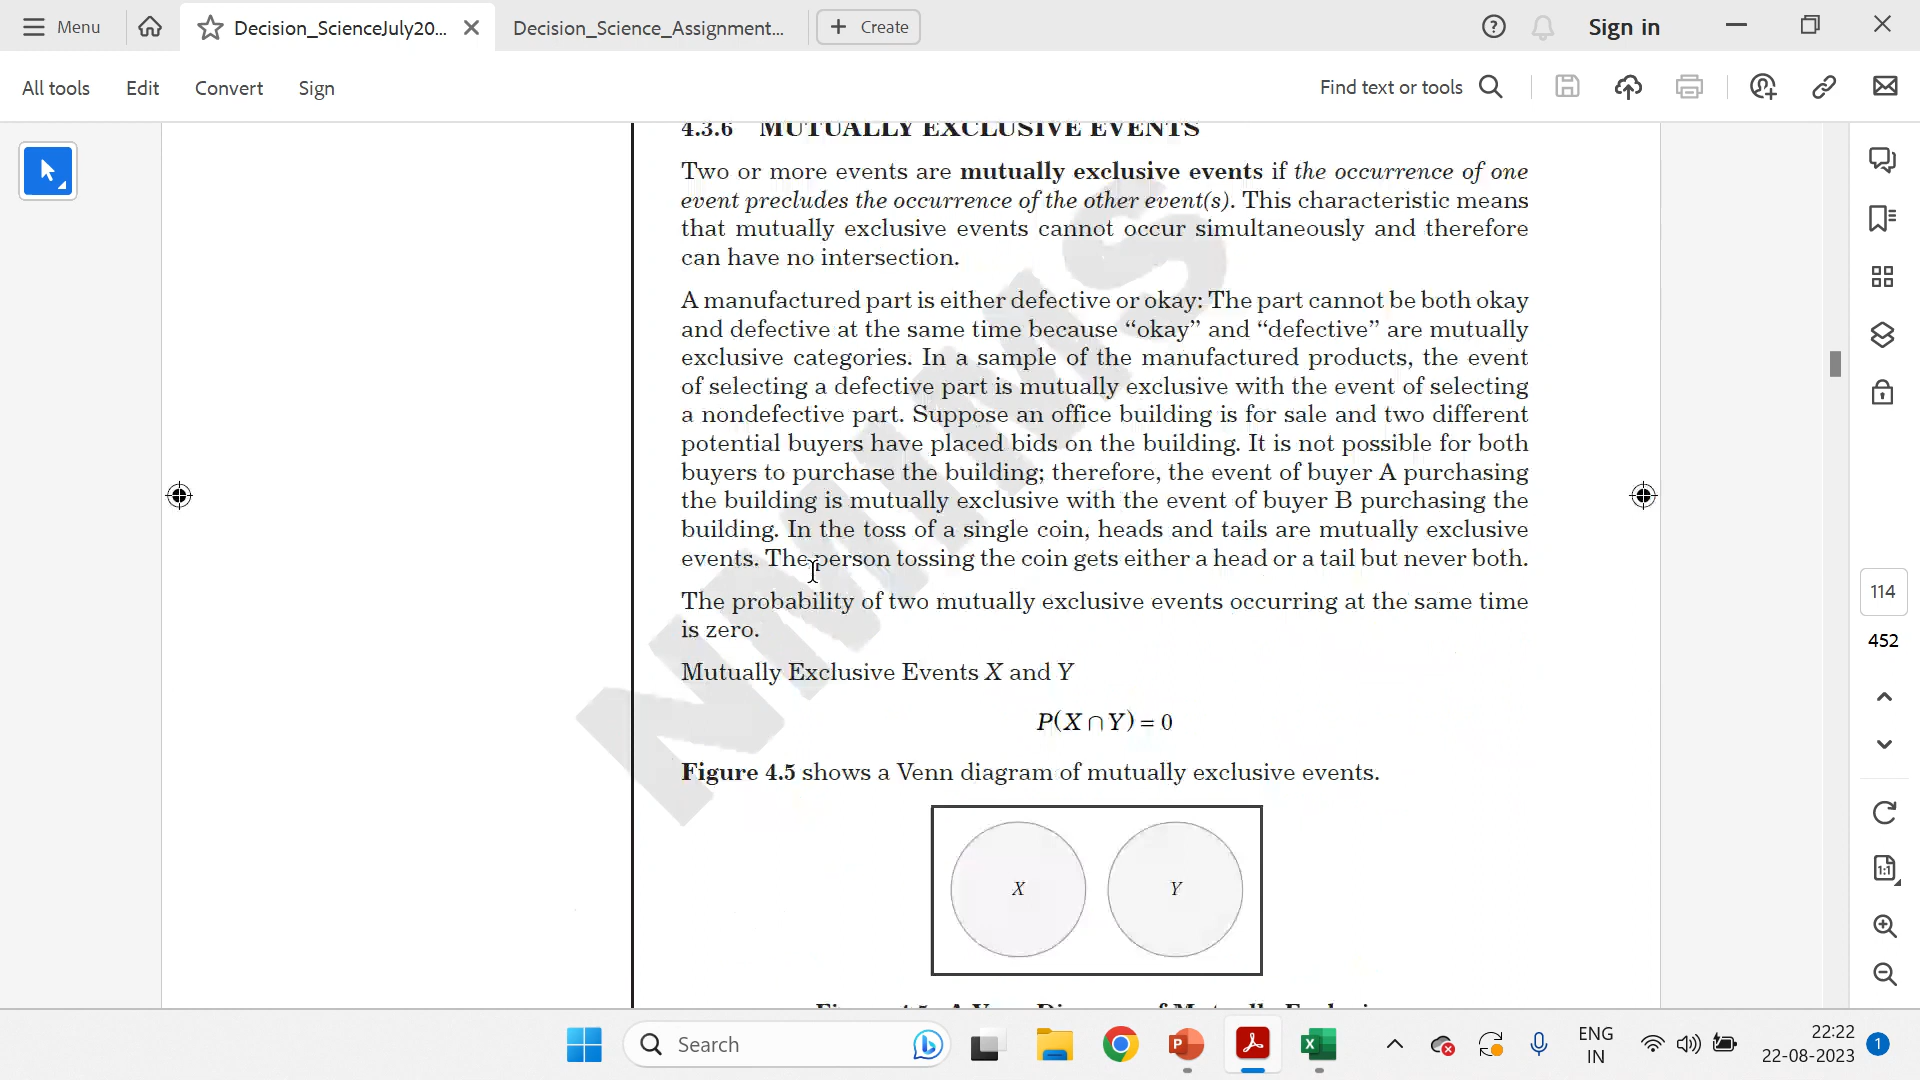 Menu
Decision_ScienceJuly20...
Decision_Science_Assignment...
Create
Sign in
All tools
Edit
Convert
Sign
Find text or tools
4.3.6 MUTUALLY EXCLUSIVE EVENTS
Two or more events are mutually exclusive events if the occurrence of one
event precludes the occurrence of the other event(s). This characteristic means
that mutually exclusive events cannot occur simultaneously and therefore
can have no intersection.
A manufactured part is either defective or okay: The part cannot be both okay
and defective at the same time because “okay” and “defective” are mutually
exclusive categories. In a sample of the manufactured products, the event
of selecting a defective part is mutually exclusive with the event of selecting
a nondefective part. Suppose an office building is for sale and two different
potential buyers have placed bids on the building. It is not possible for both
buyers to purchase the building; therefore, the event of buyer A purchasing
the building is mutually exclusive with the event of buyer B purchasing the
building. In the toss of a single coin, heads and tails are mutually exclusive
events. The person tossing the coin gets either a head or a tail but never both.
The probability of two mutually exclusive events occurring at the same time
is zero.
Mutually Exclusive Events X and Y
P(X ∩ Y) = 0
Figure 4.5 shows a Venn diagram of mutually exclusive events.
X
Y
NMIMS
114
452
1:1
Search
ENG
IN
22:22
22-08-2023
1